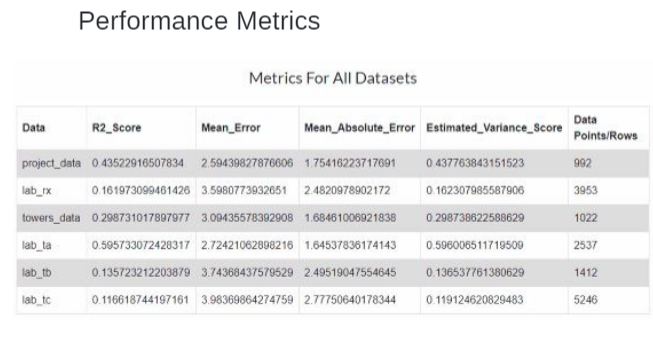 Performance Metrics
Metrics For All Datasets
Data R2_Score Mean_Error Mean_Absolute_Error Estimated_Variance_Score Data Points/Rows
project_data 0.43522916507834 2.59439827876606 1.75416223717691 0.437763843151523 992
lab_rx 0.161973099461426 3.5980773932651 2.4820978902172 0.162307985587906 3953
towers_data 0.298731017897977 3.09435578392908 1.68461006921838 0.298738622588629 1022
lab_ta 0.595733072428317 2.72421062898216 1.64537836174143 0.596006511719509 2537
lab_tb 0.135723212203879 3.74368437579529 2.49519047554645 0.136537761380629 1412
lab_tc 0.116618744197161 3.98369864274759 2.77750640178344 0.119124620829483 5246